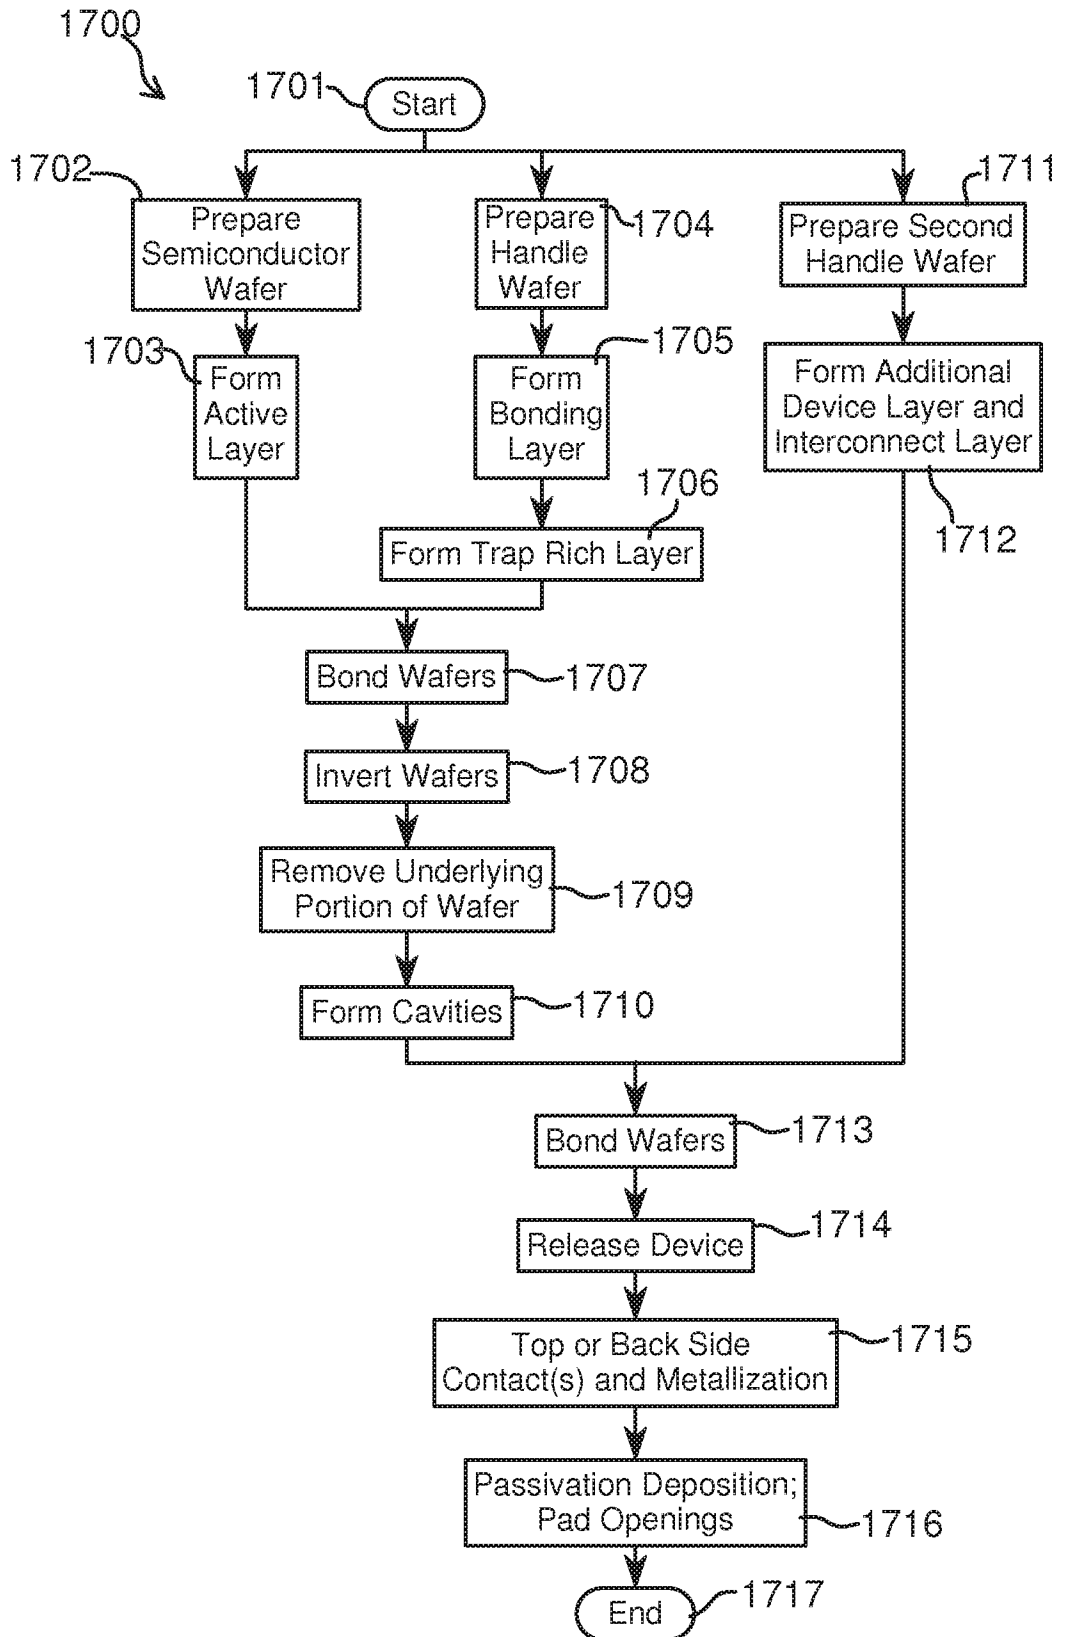 1700
1701
Start
1702
Prepare
Semiconductor
Wafer
1704
Prepare
Handle
Wafer
1711
Prepare Second
Handle Wafer
1703
Form
Active
Layer
1705
Form
Bonding
Layer
Form Additional
Device Layer and
Interconnect Layer
1712
1706
Form Trap Rich Layer
Bond Wafers
1707
Invert Wafers
1708
Remove Underlying
Portion of Wafer
1709
Form Cavities
1710
Bond Wafers
1713
Release Device
1714
Top or Back Side
Contact(s) and Metallization
1715
Passivation Deposition;
Pad Openings
1716
End
1717